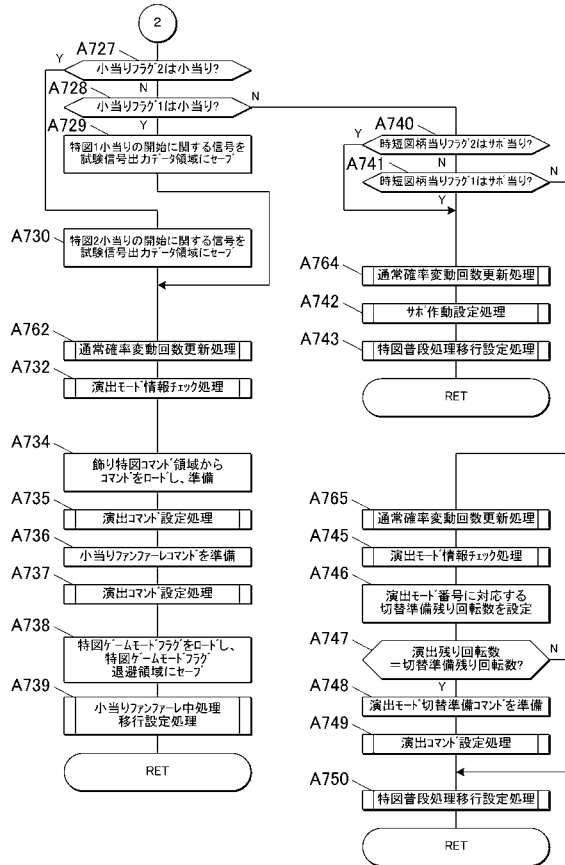 2
A727
Y
小当りフラグ2は小当り?
A728
N
小当りフラグ1は小当り?
N
A729
Y
特図1小当りの開始に関する信号を
試験信号出力データ領域にセーブ
A730
特図2小当りの開始に関する信号を
試験信号出力データ領域にセーブ
A762
通常確率変動回数更新処理
A732
演出モード情報チェック処理
A734
飾り特図コマンド領域から
コマンドをロードし、準備
A735
演出コマンド設定処理
A736
小当りファンファーレコマンドを準備
A737
演出コマンド設定処理
A738
特図ゲームモードフラグをロードし、
特図ゲームモードフラグ
退避領域にセーブ
A739
小当りファンファーレ中処理
移行設定処理
RET
A740
Y
時短図柄当りフラグ2はサポ当り?
A741
N
時短図柄当りフラグ1はサポ当り?
N
Y
A764
通常確率変動回数更新処理
A742
サポ作動設定処理
A743
特図普段処理移行設定処理
RET
A765
通常確率変動回数更新処理
A745
演出モード情報チェック処理
A746
演出モード番号に対応する
切替準備残り回転数を設定
A747
演出残り回転数
=切替準備残り回転数?
N
Y
A748
演出モード切替準備コマンドを準備
A749
演出コマンド設定処理
A750
特図普段処理移行設定処理
RET